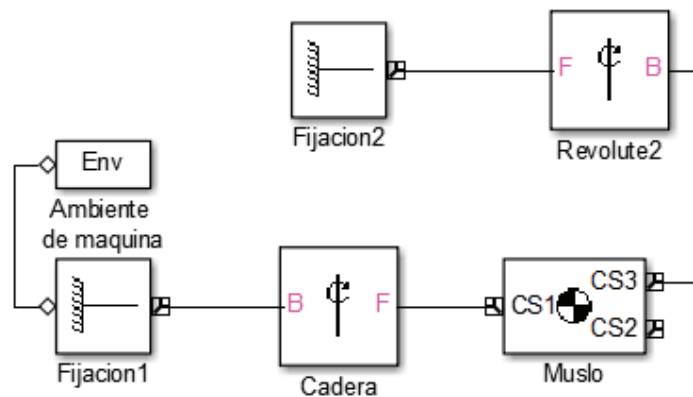 F
B
Fijacion2
Revolute2
Env
Ambiente
de maquina
B
F
CS1
CS3
CS2
Fijacion1
Cadera
Muslo